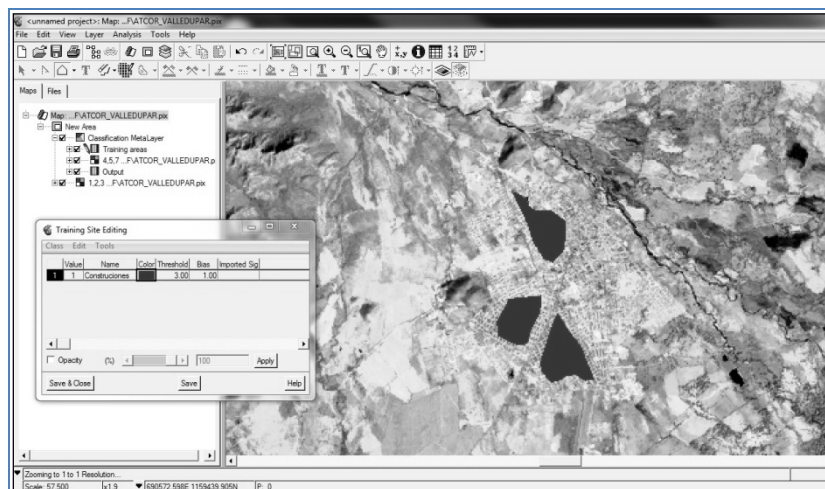 <unnamed project>: Map: ...F\ATCOR_VALLEDUPAR.pix
File Edit View Layer Analysis Tools Help
Maps Files
Map: ...F\ATCOR_VALLEDUPAR.pix
New Area
Classification MetaLayer
Training areas
4,5,7 ...F\ATCOR_VALLEDUPAR.p
Output
1,2,3 ...F\ATCOR_VALLEDUPAR.pix
Training Site Editing
Class Edit Tools
Value Name Color Threshold Bias Imported Sig
1 1 Construciones 3.00 1.00
Opacity (%) 100 Apply
Save & Close Save Help
Zooming to 1 to 1 Resolution...
Scale: 57,500 x1.9 690572.598E 1159439.905N P: 0